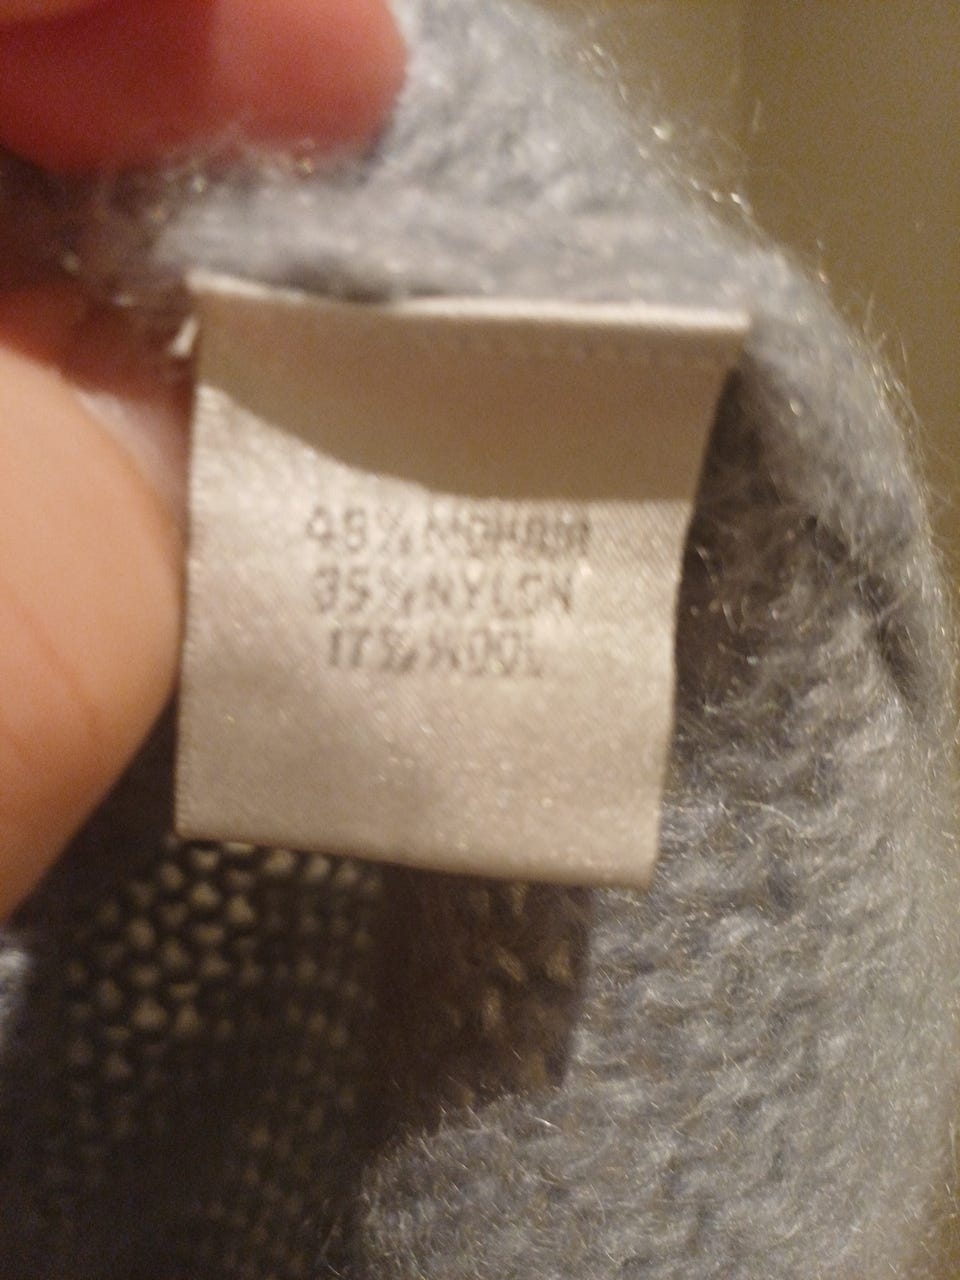 48% MOHAIR
35% NYLON
17% WOOL